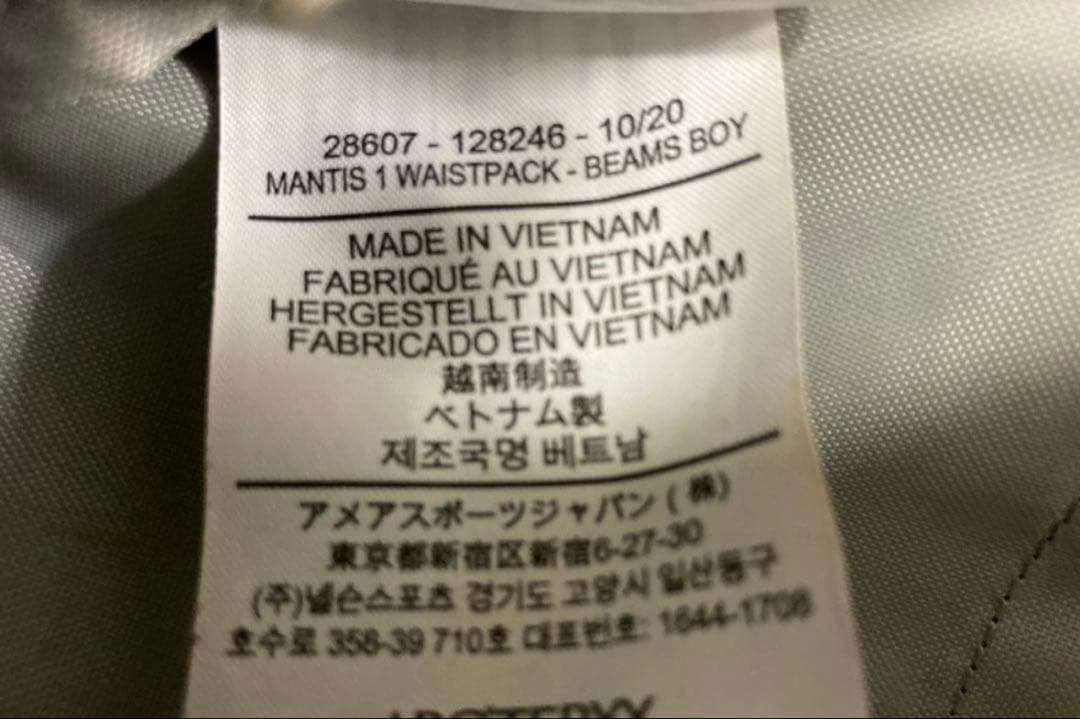 28607 - 128246 - 10/20
MANTIS 1 WAISTPACK - BEAMS BOY
MADE IN VIETNAM
FABRIQUÉ AU VIETNAM
HERGESTELLT IN VIETNAM
FABRICADO EN VIETNAM
越南制造
ベトナム製
제조국명 베트남
アメアスポーツジャパン (株)
東京都新宿区新宿6-27-30
(주)넬슨스포츠 경기도 고양시 일산동구
호수로 358-39 710호 대표번호: 1644-1708